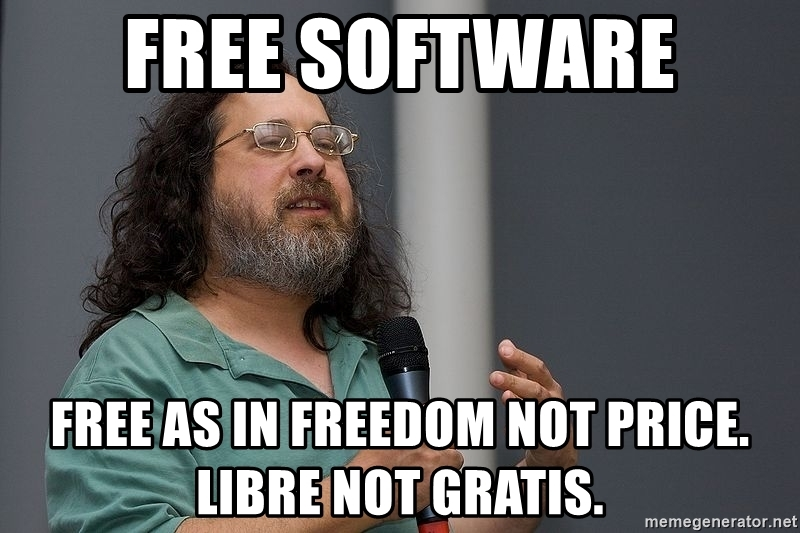 FREE SOFTWARE
FREE AS IN FREEDOM NOT PRICE.
LIBRE NOT GRATIS.
memegenerator.net